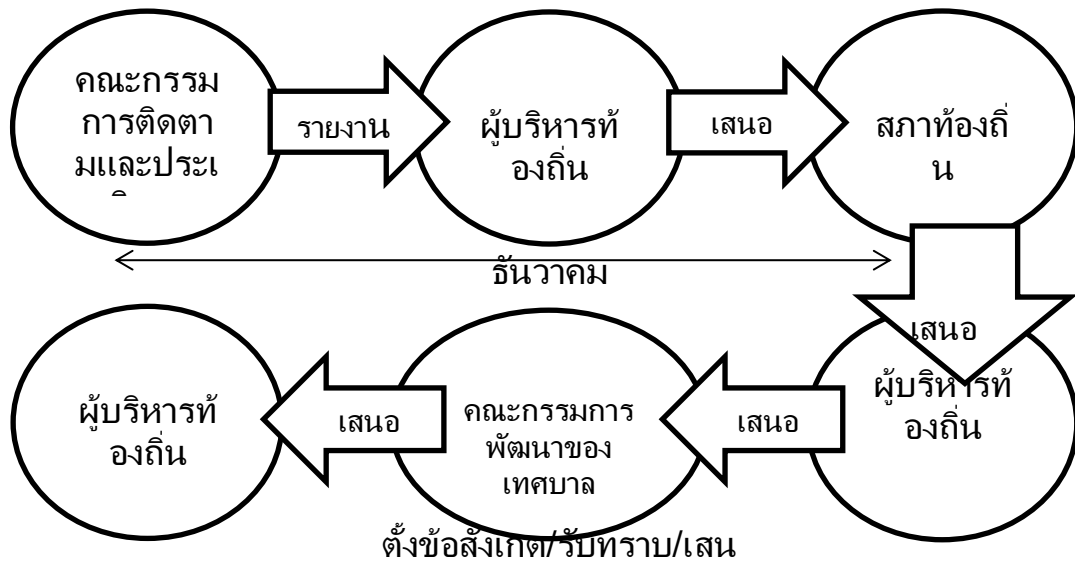 คณะกรรม
การติดตา
มและประเ
รายงาน
ผู้บริหารท้
องถิ่น
เสนอ
สภาท้องถิ่
น
ธันวาคม
เสนอ
ผู้บริหารท้
องถิ่น
เสนอ
คณะกรรมการ
พัฒนาของ
เทศบาล
เสนอ
ผู้บริหารท้
องถิ่น
ตั้งข้อสังเกต/รับทราบ/เสน